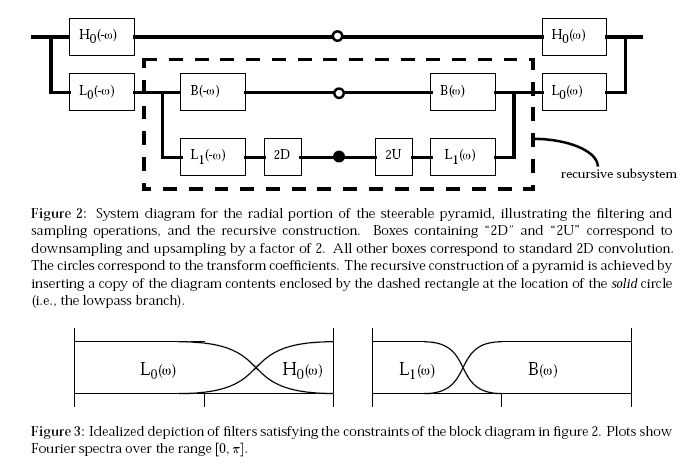 H0(-ω) H0(ω)
L0(-ω) B(-ω) B(ω) L0(ω)
L1(-ω) 2D 2U L1(ω)
recursive subsystem
Figure 2: System diagram for the radial portion of the steerable pyramid, illustrating the filtering and
sampling operations, and the recursive construction. Boxes containing "2D" and "2U" correspond to
downsampling and upsampling by a factor of 2. All other boxes correspond to standard 2D convolution.
The circles correspond to the transform coefficients. The recursive construction of a pyramid is achieved by
inserting a copy of the diagram contents enclosed by the dashed rectangle at the location of the solid circle
(i.e., the lowpass branch).
L0(ω) H0(ω) L1(ω) B(ω)
Figure 3: Idealized depiction of filters satisfying the constraints of the block diagram in figure 2. Plots show
Fourier spectra over the range [0, π].